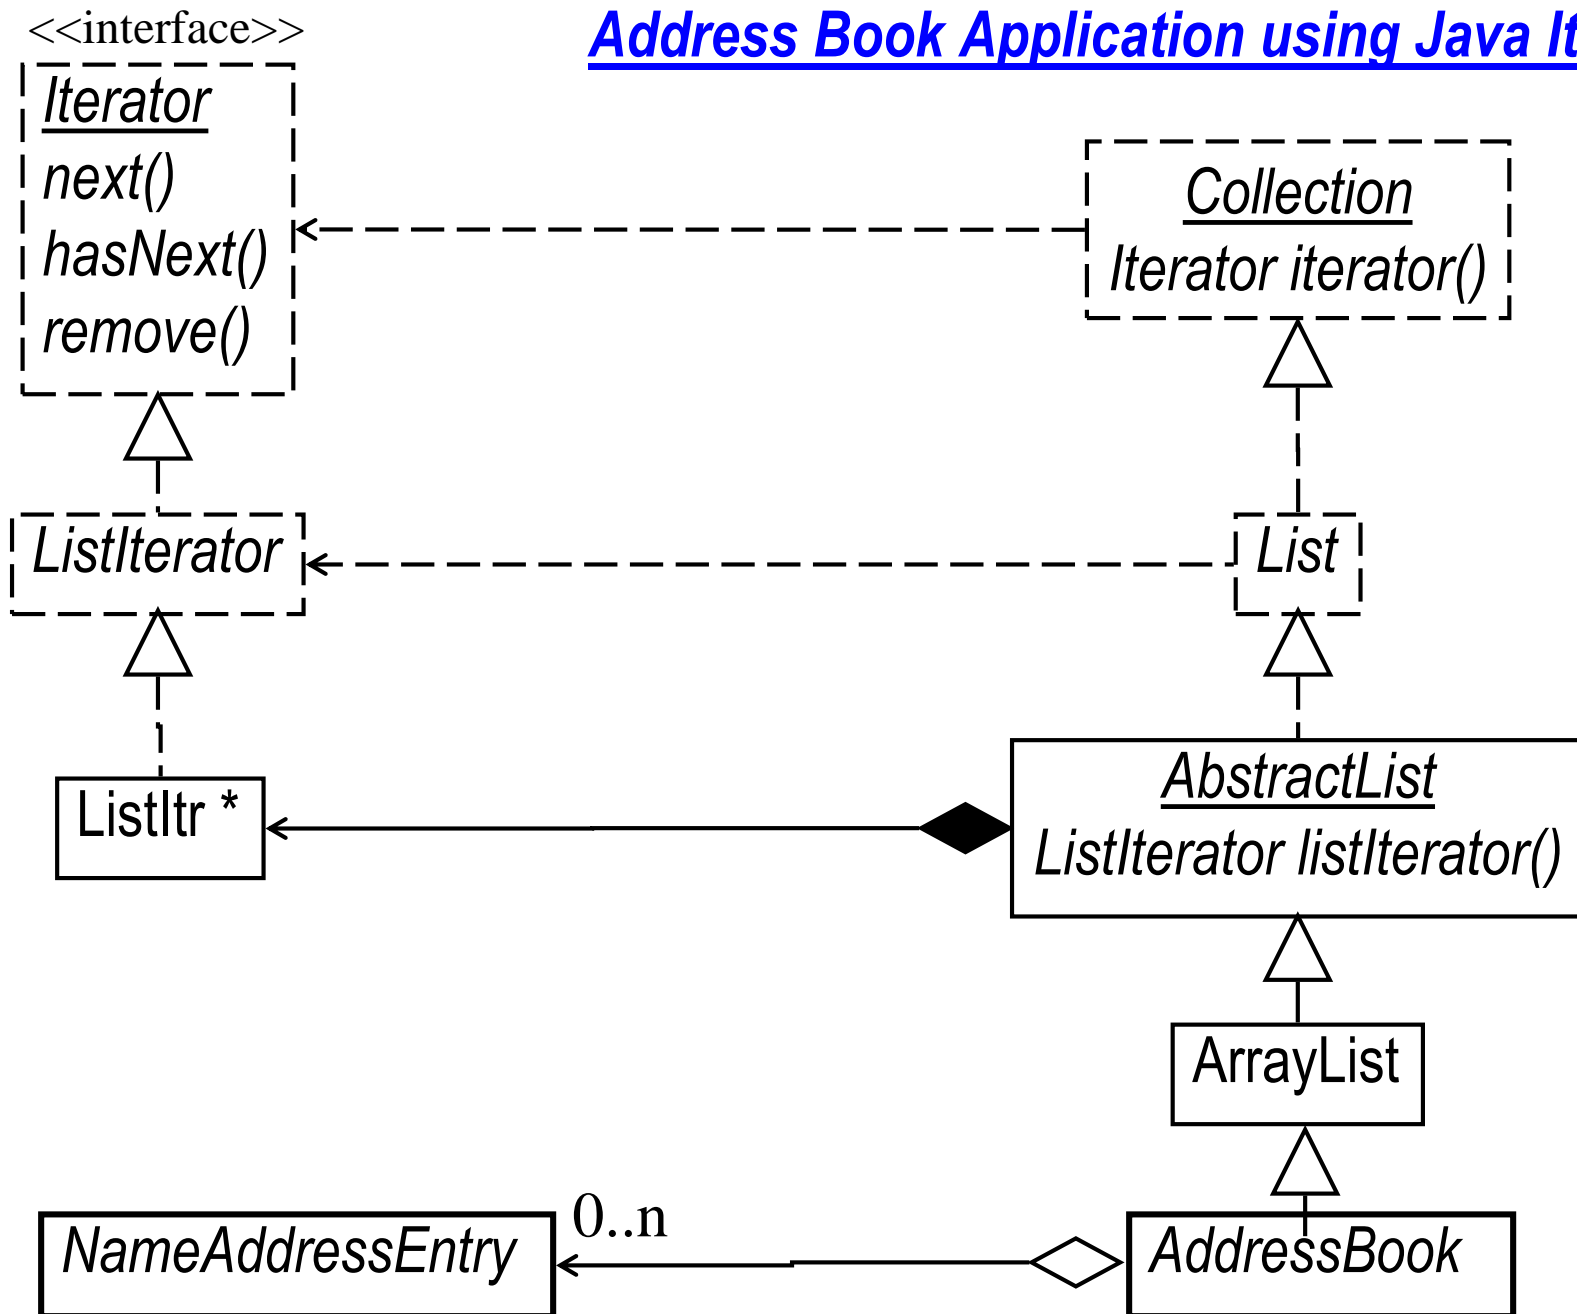 <<interface>>
Address Book Application using Java It
Iterator
next()
hasNext()
remove()
Collection
Iterator iterator()
ListIterator
List
ListItr *
AbstractList
ListIterator listIterator()
ArrayList
NameAddressEntry
0..n
AddressBook